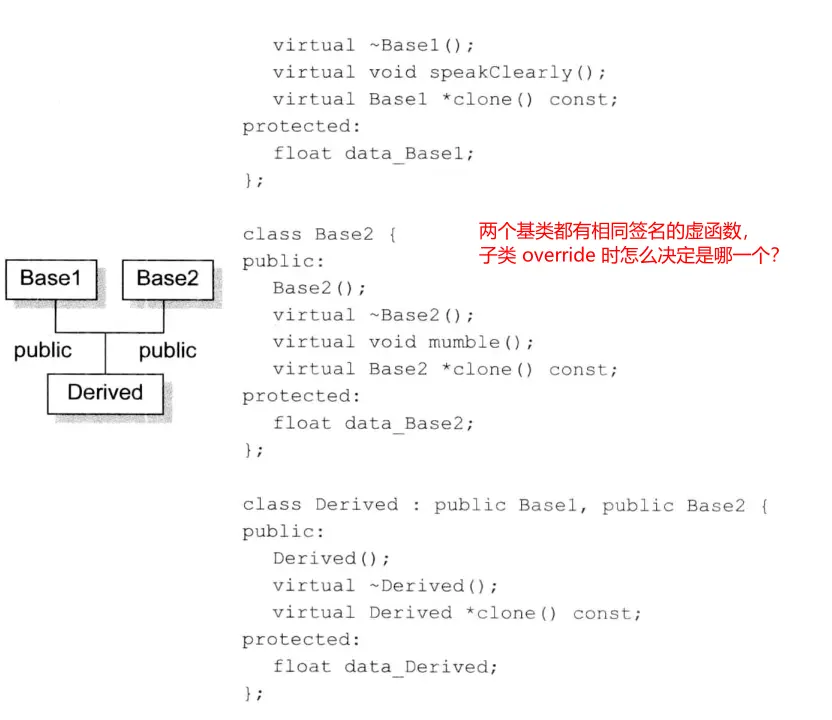 virtual ~Base1();
virtual void speakClearly();
virtual Base1 *clone() const;
protected:
float data_Base1;
};
class Base2 {
public:
Base2();
virtual ~Base2();
virtual void mumble();
virtual Base2 *clone() const;
protected:
float data_Base2;
};
class Derived : public Base1, public Base2 {
public:
Derived();
virtual ~Derived();
virtual Derived *clone() const;
protected:
float data_Derived;
};
两个基类都有相同签名的虚函数，
子类 override 时怎么决定是哪一个？
Base1 Base2
public public
Derived